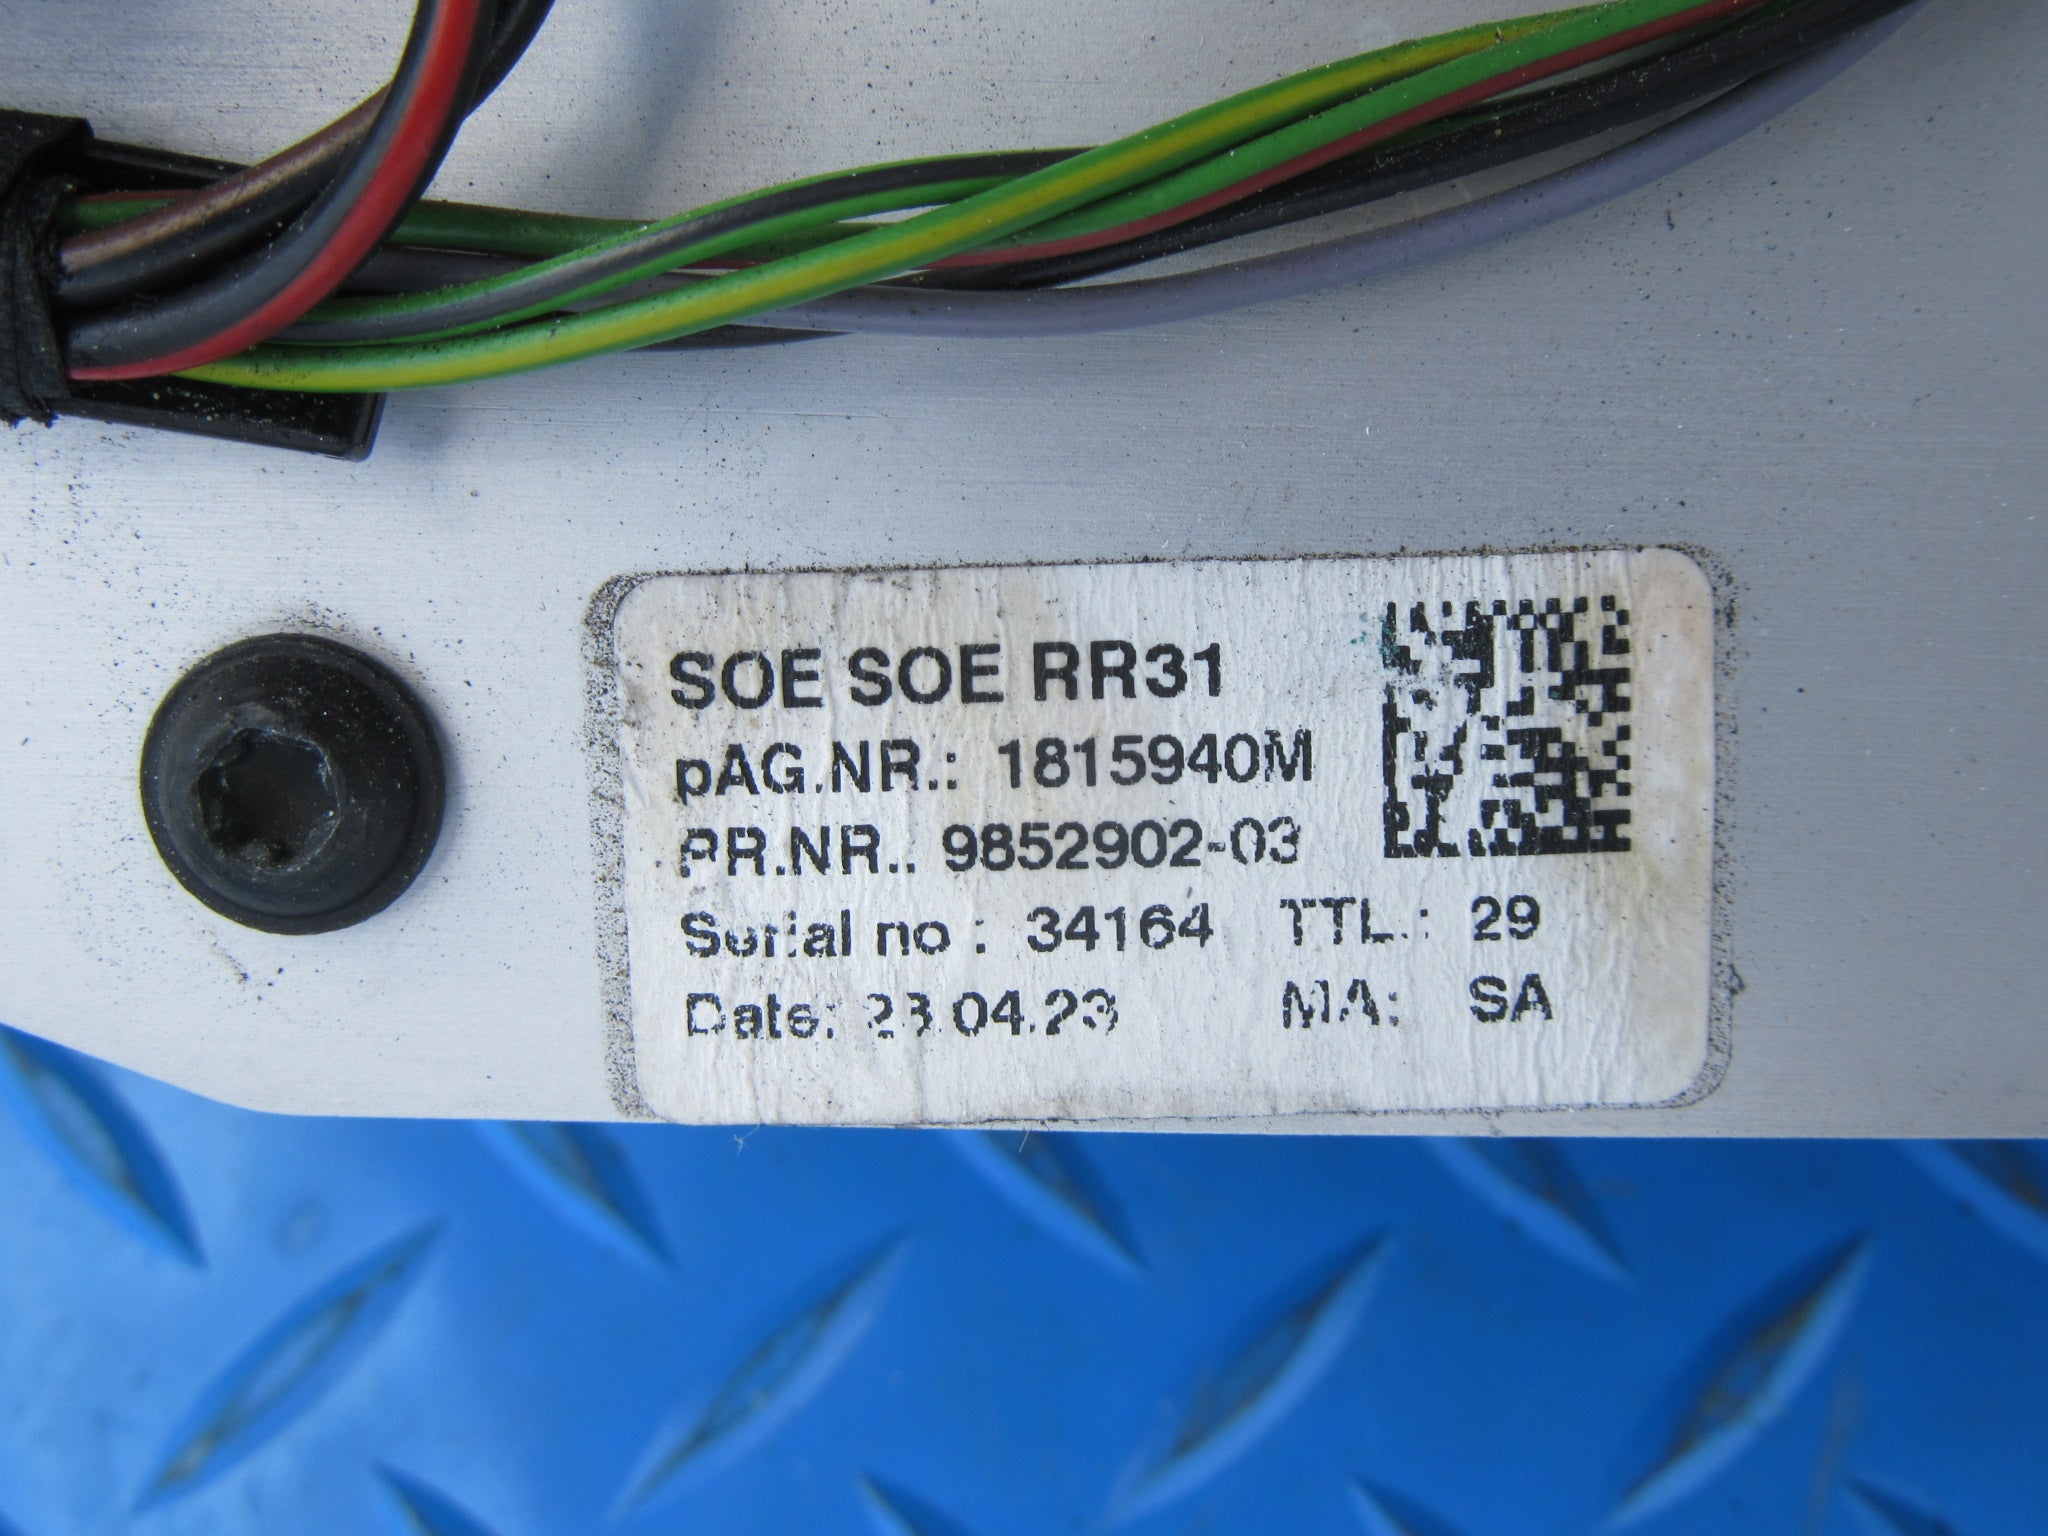 SOE SOE RR31
pAG.NR.: 1815940M
PR.NR.: 9852902-03
Serial no : 34164 TTL.: 29
Date: 23.04.23 MA: SA